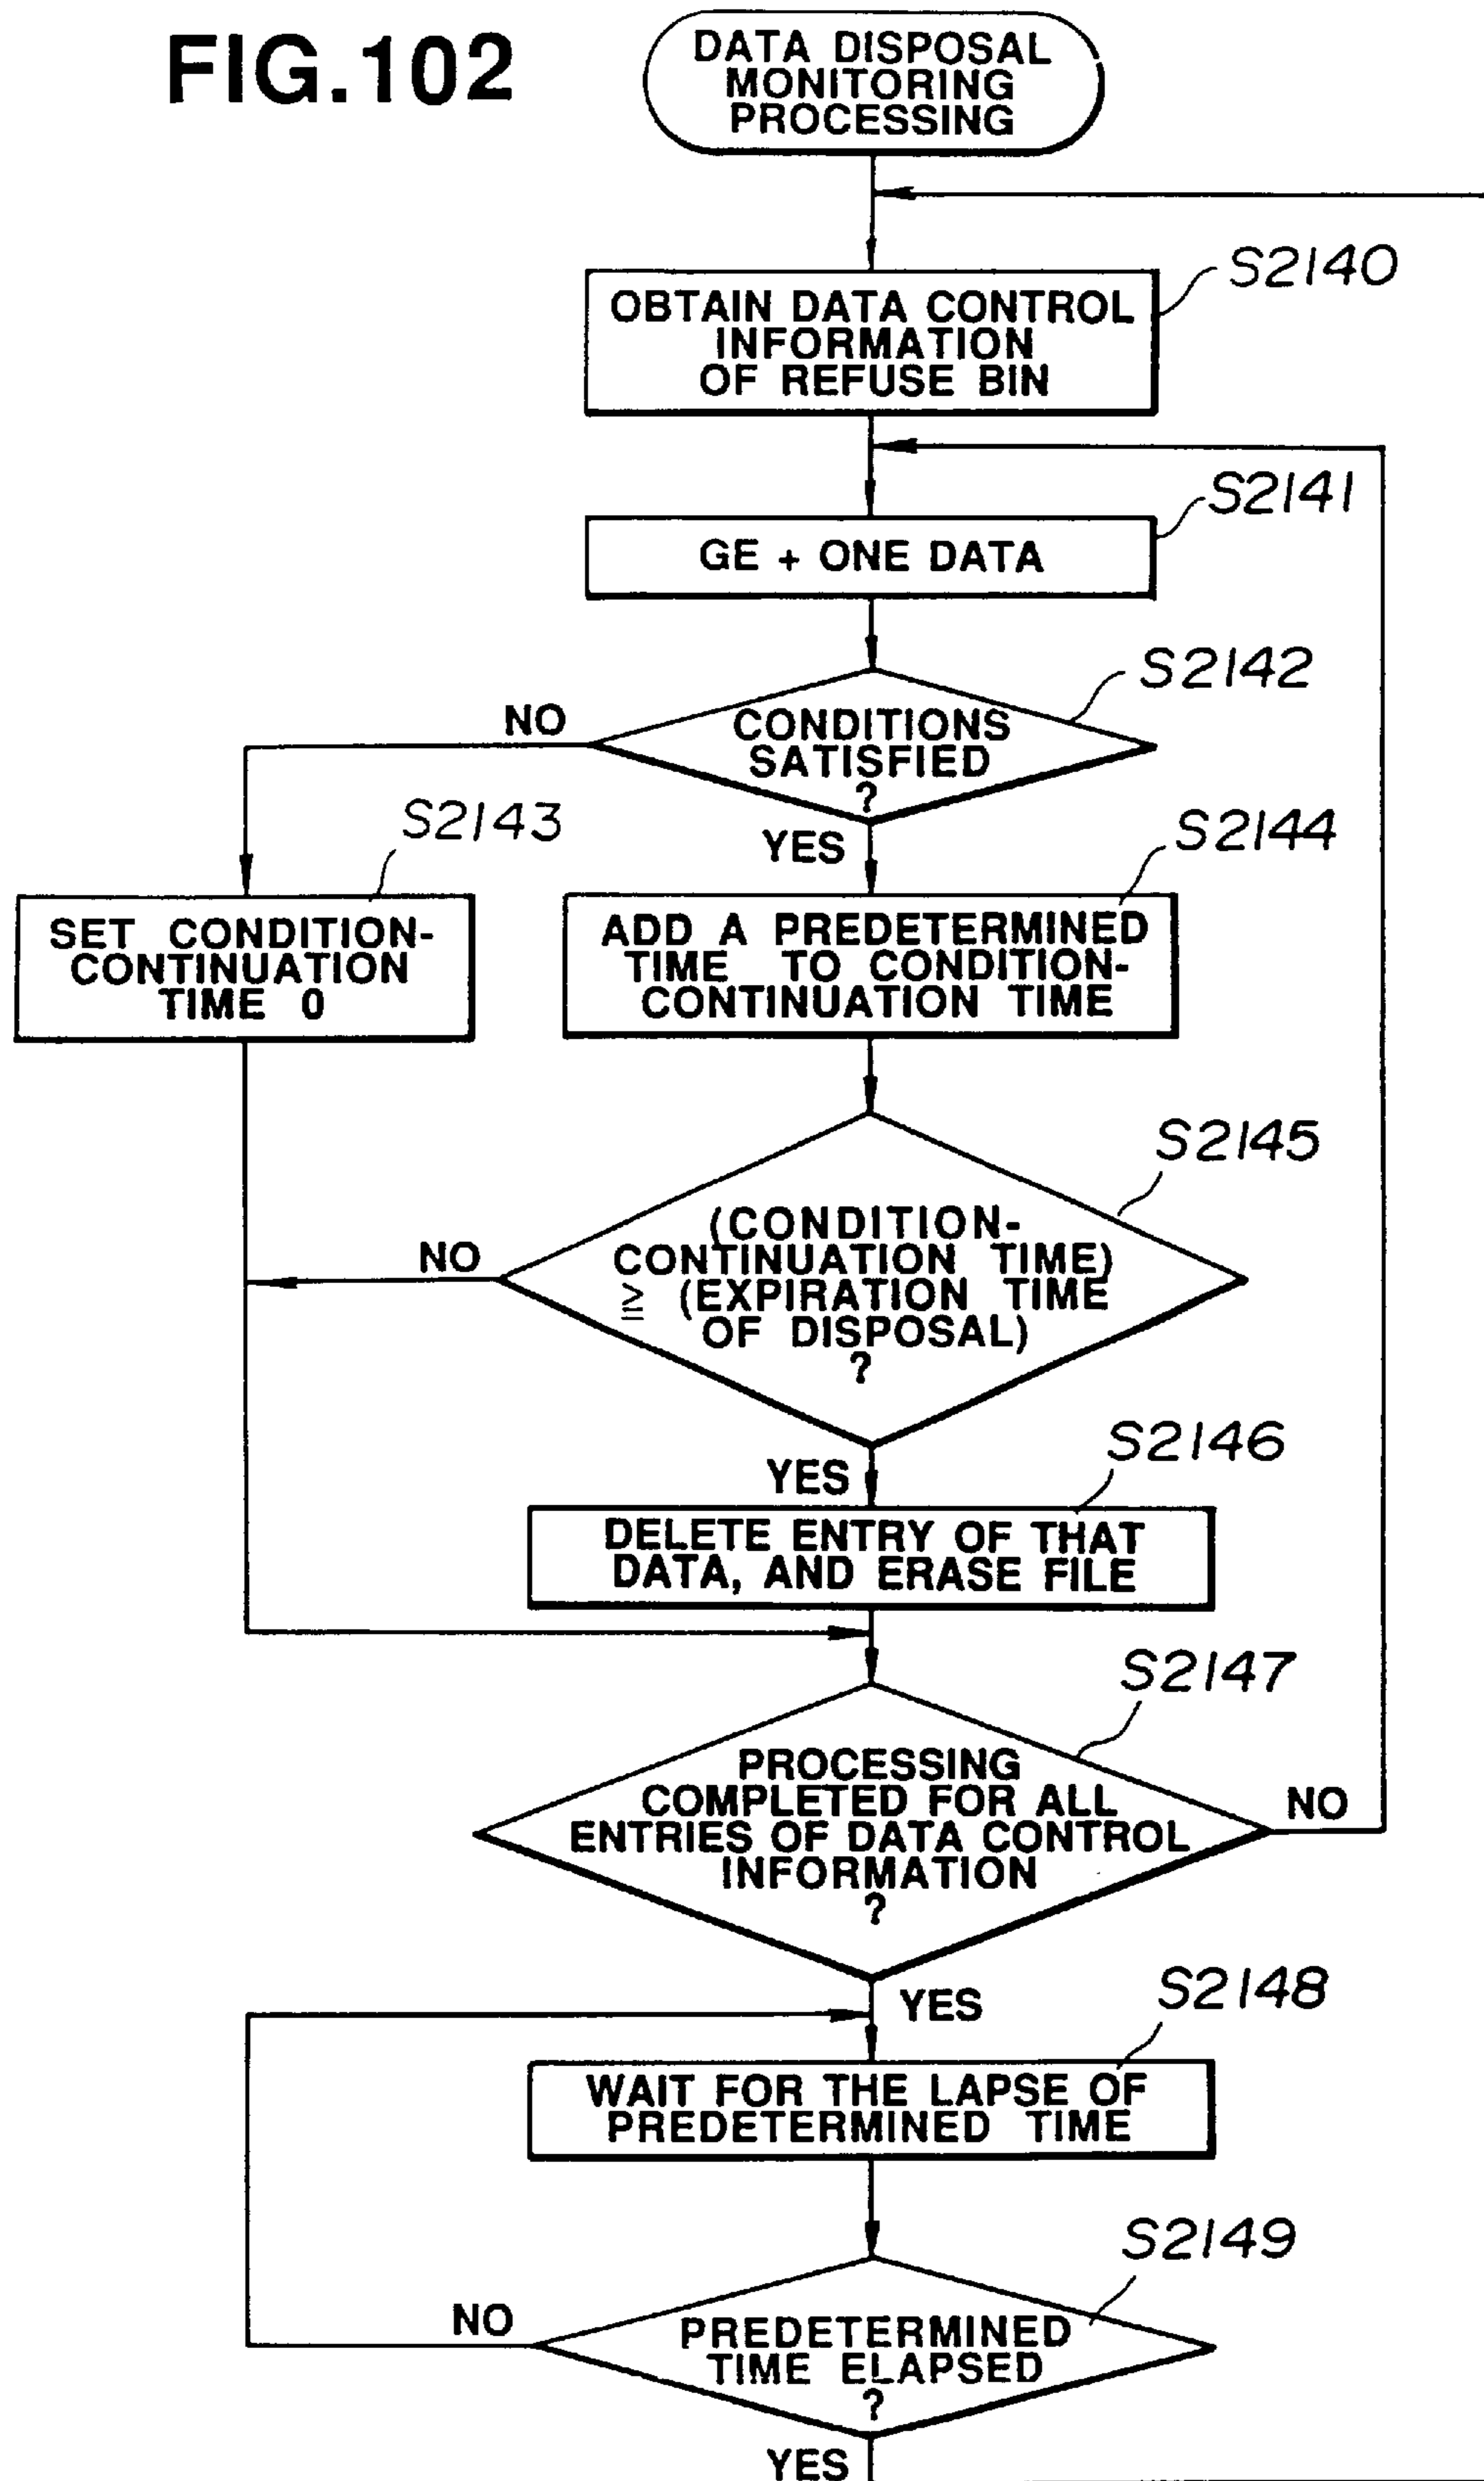 FIG.102
DATA DISPOSAL
MONITORING
PROCESSING
S2140
OBTAIN DATA CONTROL
INFORMATION
OF REFUSE BIN
S2141
GE + ONE DATA
S2142
NO
CONDITIONS
SATISFIED
?
YES
S2143
SET CONDITION-
CONTINUATION
TIME 0
S2144
ADD A PREDETERMINED
TIME TO CONDITION-
CONTINUATION TIME
S2145
NO
(CONDITION-
CONTINUATION TIME)
≧ (EXPIRATION TIME
OF DISPOSAL)
?
YES
S2146
DELETE ENTRY OF THAT
DATA, AND ERASE FILE
S2147
PROCESSING
COMPLETED FOR ALL
ENTRIES OF DATA CONTROL
INFORMATION
?
NO
YES
S2148
WAIT FOR THE LAPSE OF
PREDETERMINED TIME
S2149
NO
PREDETERMINED
TIME ELAPSED
?
YES